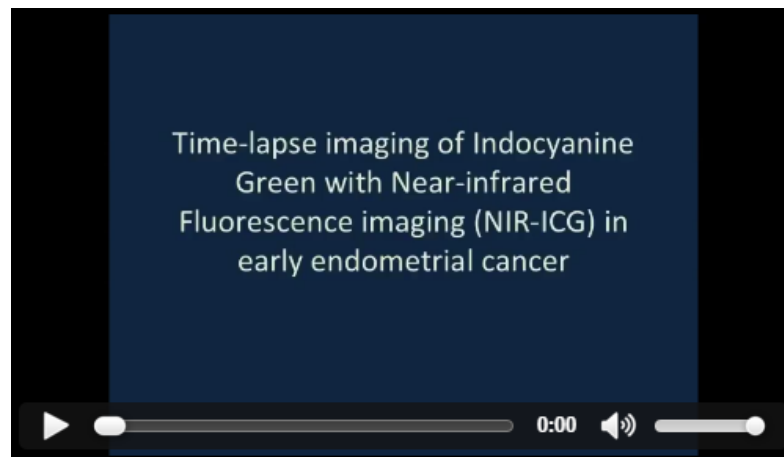 Time-lapse imaging of Indocyanine
Green with Near-infrared
Fluorescence imaging (NIR-ICG) in
early endometrial cancer
0:00